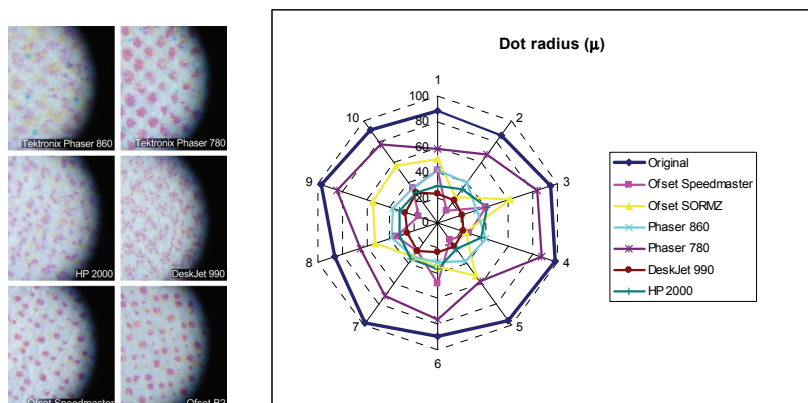 Tektronix Phaser 860
Tektronix Phaser 780
HP 2000
DeskJet 990
Ofset Speedmaster
Ofset R2
Dot radius (µ)
1
2
3
4
5
6
7
8
9
10
100
80
60
40
20
0
Original
Ofset Speedmaster
Ofset SORMZ
Phaser 860
Phaser 780
DeskJet 990
HP 2000